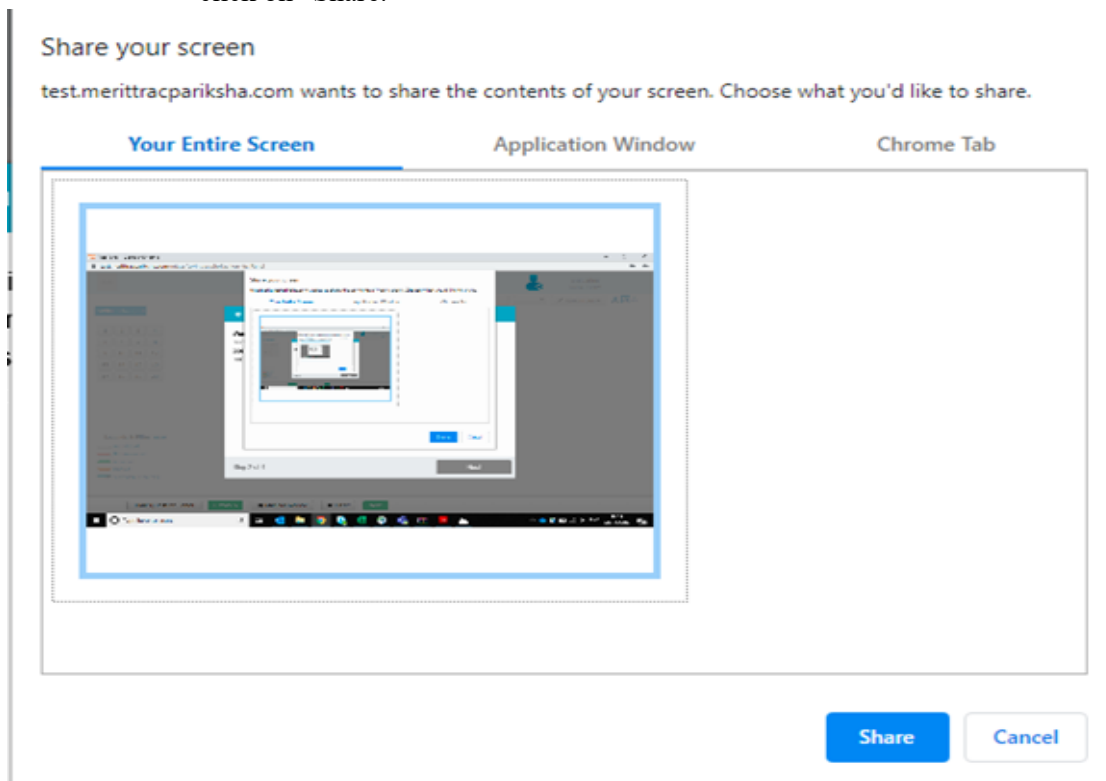 Share your screen
test.merittracpariksha.com wants to share the contents of your screen. Choose what you'd like to share.
Your Entire Screen Application Window Chrome Tab
Share Cancel